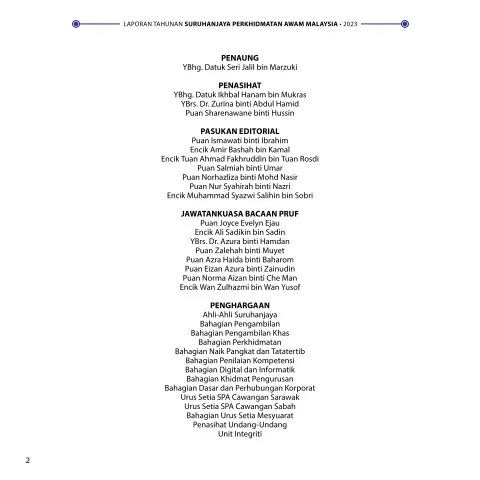 LAPORAN TAHUNAN SURUHANJAYA PERKHIDMATAN AWAM MALAYSIA • 2023
PENAUNG
YBhg. Datuk Seri Jalil bin Marzuki
PENASIHAT
YBhg. Datuk Ikhbal Hanam bin Mukras
YBrs. Dr. Zurina binti Abdul Hamid
Puan Sharenawane binti Hussin
PASUKAN EDITORIAL
Puan Ismawati binti Ibrahim
Encik Amir Bashah bin Kamal
Encik Tuan Ahmad Fakhruddin bin Tuan Rosdi
Puan Salmiah binti Umar
Puan Norhazliza binti Mohd Nasir
Puan Nur Syahirah binti Nazri
Encik Muhammad Syazwi Salihin bin Sobri
JAWATANKUASA BACAAN PRUF
Puan Joyce Evelyn Ejau
Encik Ali Sadikin bin Sadin
YBrs. Dr. Azura binti Hamdan
Puan Zalehah binti Muyet
Puan Azra Haida binti Baharom
Puan Eizan Azura binti Zainudin
Puan Norma Aizan binti Che Man
Encik Wan Zulhazmi bin Wan Yusof
PENGHARGAAN
Ahli-Ahli Suruhanjaya
Bahagian Pengambilan
Bahagian Pengambilan Khas
Bahagian Perkhidmatan
Bahagian Naik Pangkat dan Tatatertib
Bahagian Penilaian Kompetensi
Bahagian Digital dan Informatik
Bahagian Khidmat Pengurusan
Bahagian Dasar dan Perhubungan Korporat
Urus Setia SPA Cawangan Sarawak
Urus Setia SPA Cawangan Sabah
Bahagian Urus Setia Mesyuarat
Penasihat Undang-Undang
Unit Integriti
2